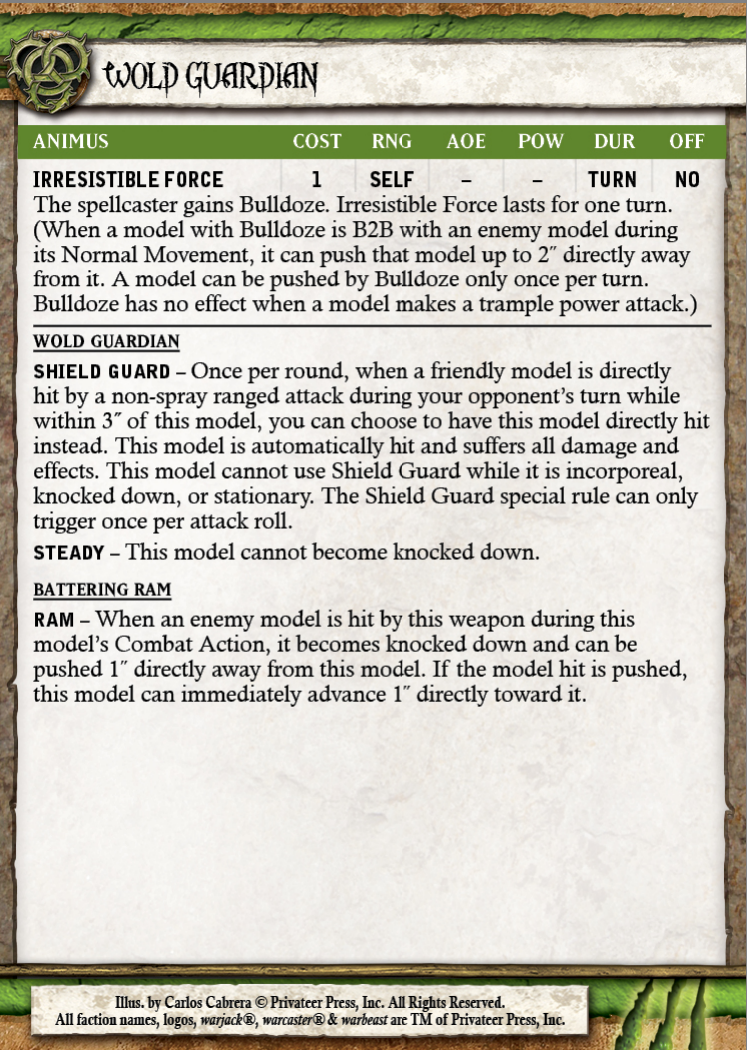 WOLD GUARDIAN
ANIMUS COST RNG AOE POW DUR OFF
IRRESISTIBLE FORCE 1 SELF – – TURN NO
The spellcaster gains Bulldoze. Irresistible Force lasts for one turn.
(When a model with Bulldoze is B2B with an enemy model during
its Normal Movement, it can push that model up to 2˝ directly away
from it. A model can be pushed by Bulldoze only once per turn.
Bulldoze has no effect when a model makes a trample power attack.)
WOLD GUARDIAN
SHIELD GUARD – Once per round, when a friendly model is directly
hit by a non-spray ranged attack during your opponent’s turn while
within 3˝ of this model, you can choose to have this model directly hit
instead. This model is automatically hit and suffers all damage and
effects. This model cannot use Shield Guard while it is incorporeal,
knocked down, or stationary. The Shield Guard special rule can only
trigger once per attack roll.
STEADY – This model cannot become knocked down.
BATTERING RAM
RAM – When an enemy model is hit by this weapon during this
model’s Combat Action, it becomes knocked down and can be
pushed 1˝ directly away from this model. If the model hit is pushed,
this model can immediately advance 1˝ directly toward it.
Illus. by Carlos Cabrera © Privateer Press, Inc. All Rights Reserved.
All faction names, logos, warjack®, warcaster® & warbeast are TM of Privateer Press, Inc.